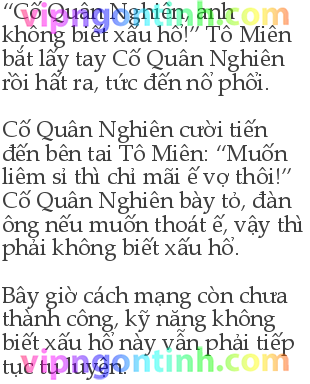 “Cố Quân Nghiên, anh
không biết xấu hổ!” Tô Miên
bắt lấy tay Cố Quân Nghiên
rồi hất ra, tức đến nổ phổi.

Cố Quân Nghiên cười tiến
đến bên tai Tô Miên: “Muốn
liêm sỉ thì chỉ mãi ế vợ thôi!”
Cố Quân Nghiên bày tỏ, đàn
ông nếu muốn thoát ế, vậy thì
phải không biết xấu hổ.

Bây giờ cách mạng còn chưa
thành công, kỹ năng không
biết xấu hổ này vẫn phải tiếp
tục tu luyện.
vipngontinh.com
vipngontinh.com